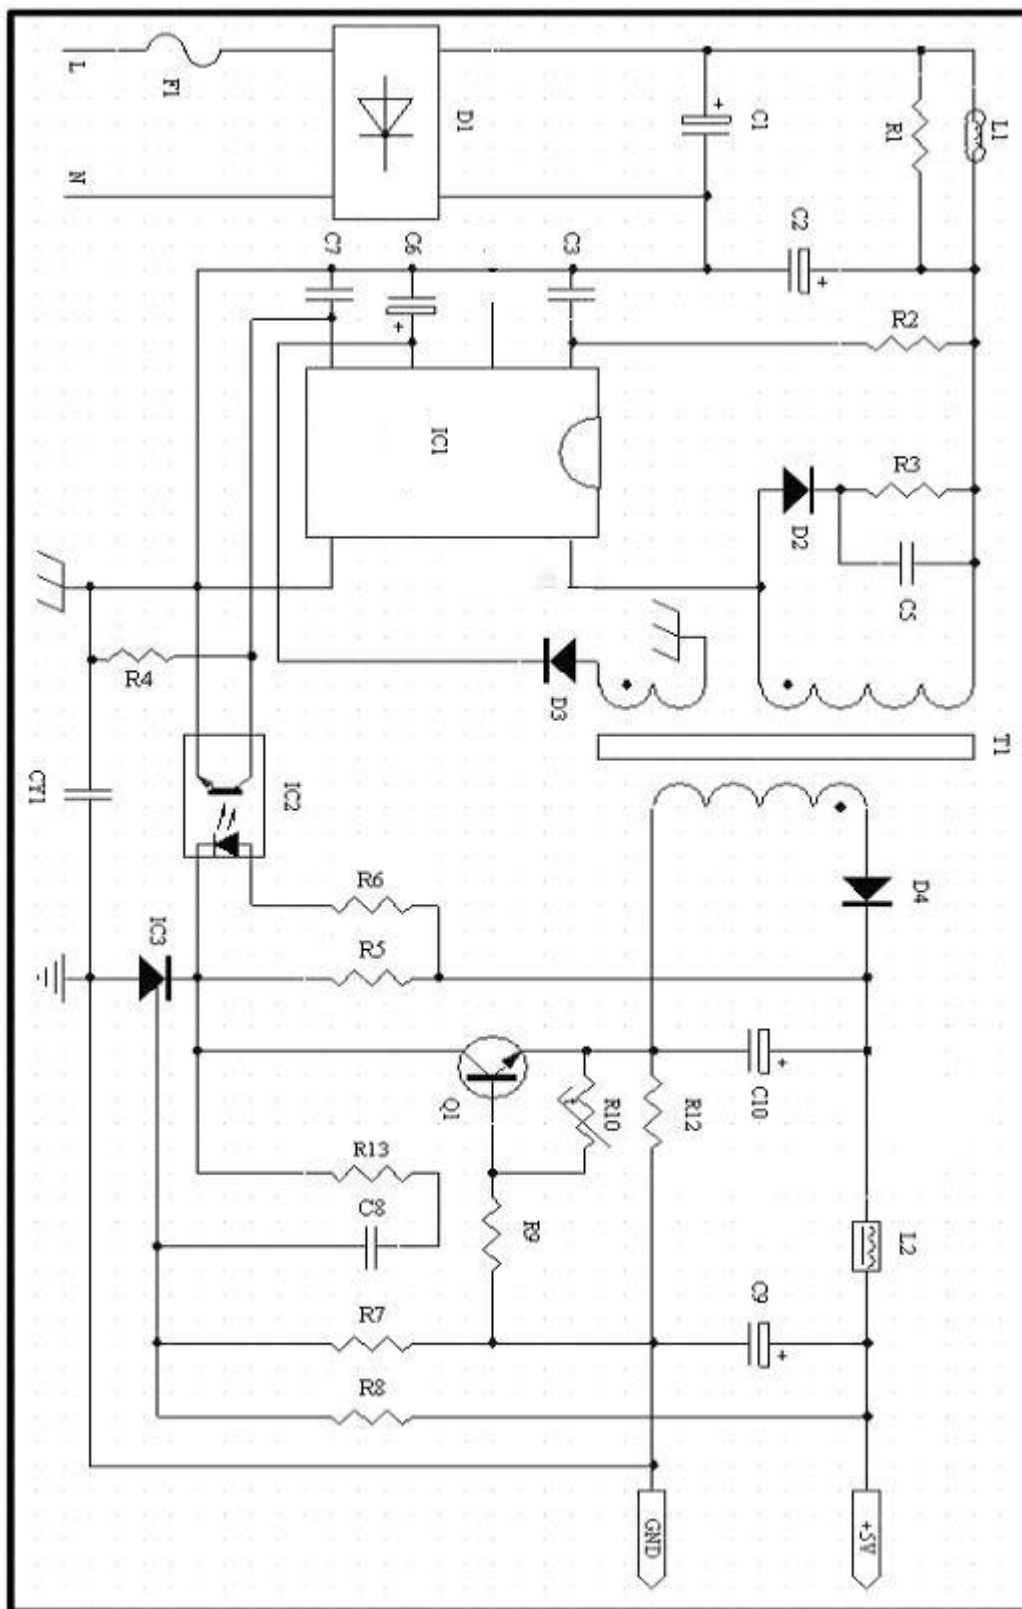 L
F1
D1
C1
R1
L1
N
C7
C6
C3
C2
+
+
+
R2
IC1
R3
D2
C5
R4
D3
T1
CY1
IC2
D4
R6
IC3
R5
Q1
R10
t
R12
C10
+
R13
C8
R9
L2
R7
C9
+
R8
GND
+5V